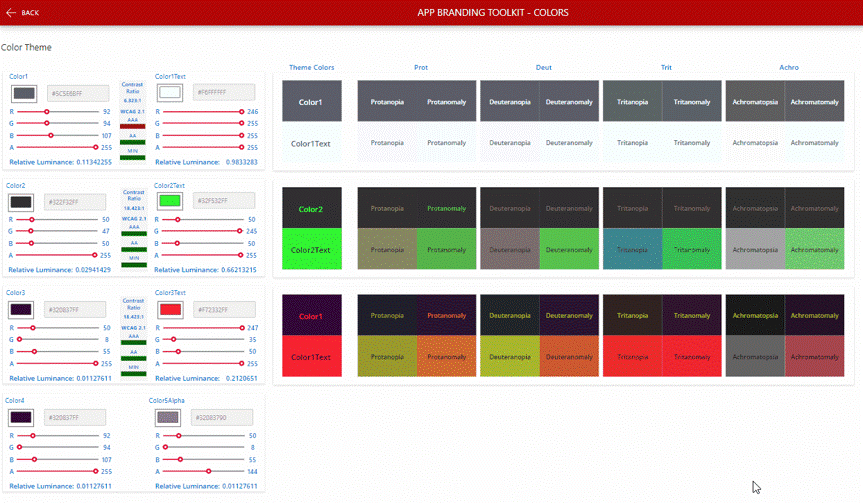 BACK
APP BRANDING TOOLKIT - COLORS
Color Theme
Color1
#5C5E6BFF
R 92
G 94
B 107
A 255
Relative Luminance: 0.11342255
Contrast Ratio
6.323:1
WCAG 2.1
AAA
AA
MIN
Color1Text
#F6FFFFFF
R 246
G 255
B 255
A 255
Relative Luminance: 0.9833283
Color2
#322F32FF
R 50
G 47
B 50
A 255
Relative Luminance: 0.02941429
Contrast Ratio
18.423:1
WCAG 2.1
AAA
AA
MIN
Color2Text
#32F532FF
R 50
G 245
B 50
A 255
Relative Luminance: 0.66213215
Color3
#320837FF
R 50
G 8
B 55
A 255
Relative Luminance: 0.01127611
Contrast Ratio
18.423:1
WCAG 2.1
AAA
AA
MIN
Color3Text
#F72332FF
R 247
G 35
B 50
A 255
Relative Luminance: 0.2120651
Color4
#320837FF
R 92
G 94
B 107
A 255
Relative Luminance: 0.01127611
Color5Alpha
#32083790
R 50
G 8
B 55
A 144
Relative Luminance: 0.01127611
Theme Colors Prot Deut Trit Achro
Color1 Protanopia Protanomaly Deuteranopia Deuteranomaly Tritanopia Tritanomaly Achromatopsia Achromatomaly
Color1Text Protanopia Protanomaly Deuteranopia Deuteranomaly Tritanopia Tritanomaly Achromatopsia Achromatomaly
Color2 Protanopia Protanomaly Deuteranopia Deuteranomaly Tritanopia Tritanomaly Achromatopsia Achromatomaly
Color2Text Protanopia Protanomaly Deuteranopia Deuteranomaly Tritanopia Tritanomaly Achromatopsia Achromatomaly
Color1 Protanopia Protanomaly Deuteranopia Deuteranomaly Tritanopia Tritanomaly Achromatopsia Achromatomaly
Color1Text Protanopia Protanomaly Deuteranopia Deuteranomaly Tritanopia Tritanomaly Achromatopsia Achromatomaly